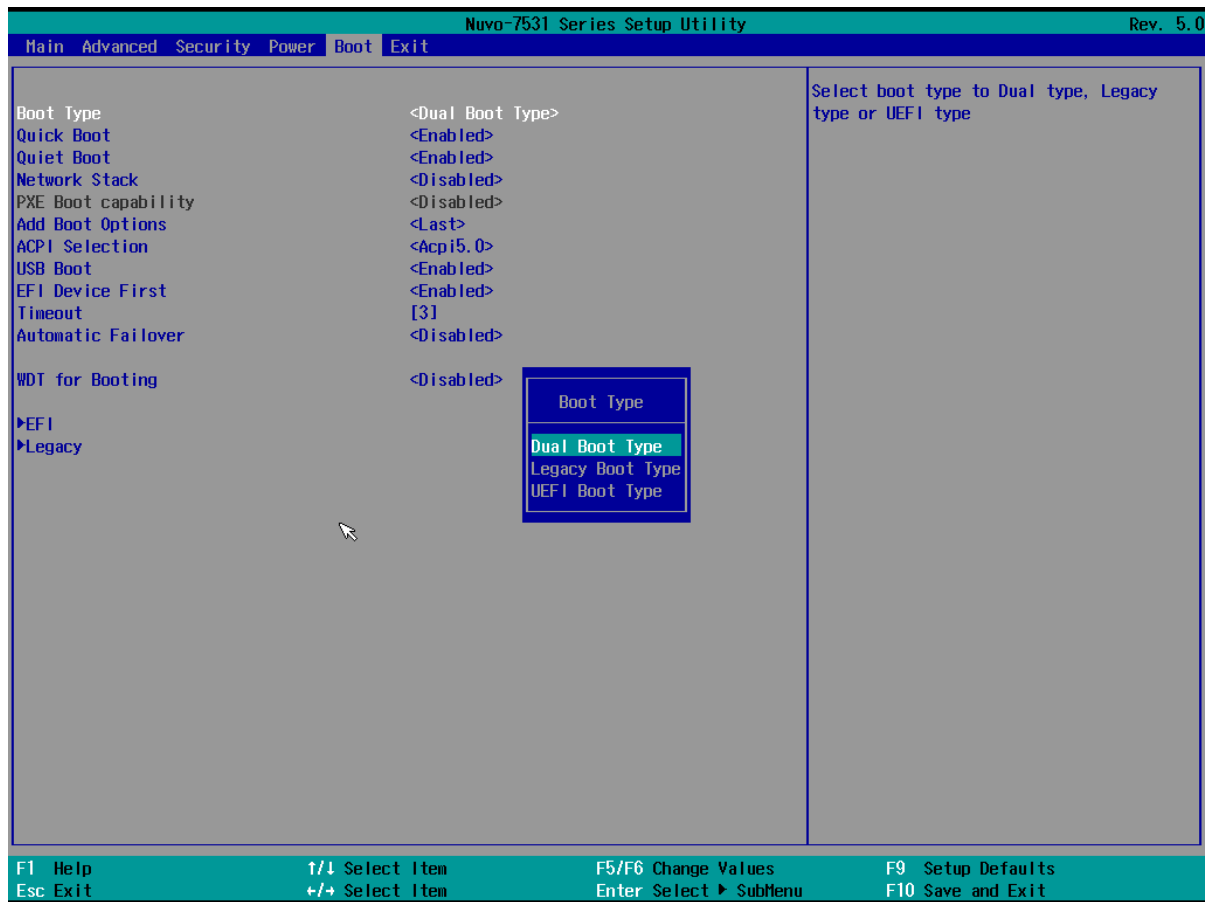 Nuvo-7531 Series Setup Utility Rev. 5.0
Main Advanced Security Power Boot Exit
Boot Type <Dual Boot Type>
Quick Boot <Enabled>
Quiet Boot <Enabled>
Network Stack <Disabled>
PXE Boot capability <Disabled>
Add Boot Options <Last>
ACPI Selection <Acpi5.0>
USB Boot <Enabled>
EFI Device First <Enabled>
Timeout [3]
Automatic Failover <Disabled>
WDT for Booting <Disabled>
▶EFI
▶Legacy
Boot Type
Dual Boot Type
Legacy Boot Type
UEFI Boot Type
Select boot type to Dual type, Legacy
type or UEFI type
F1 Help ↑/↓ Select Item F5/F6 Change Values F9 Setup Defaults
Esc Exit ←/→ Select Item Enter Select ▶ SubMenu F10 Save and Exit